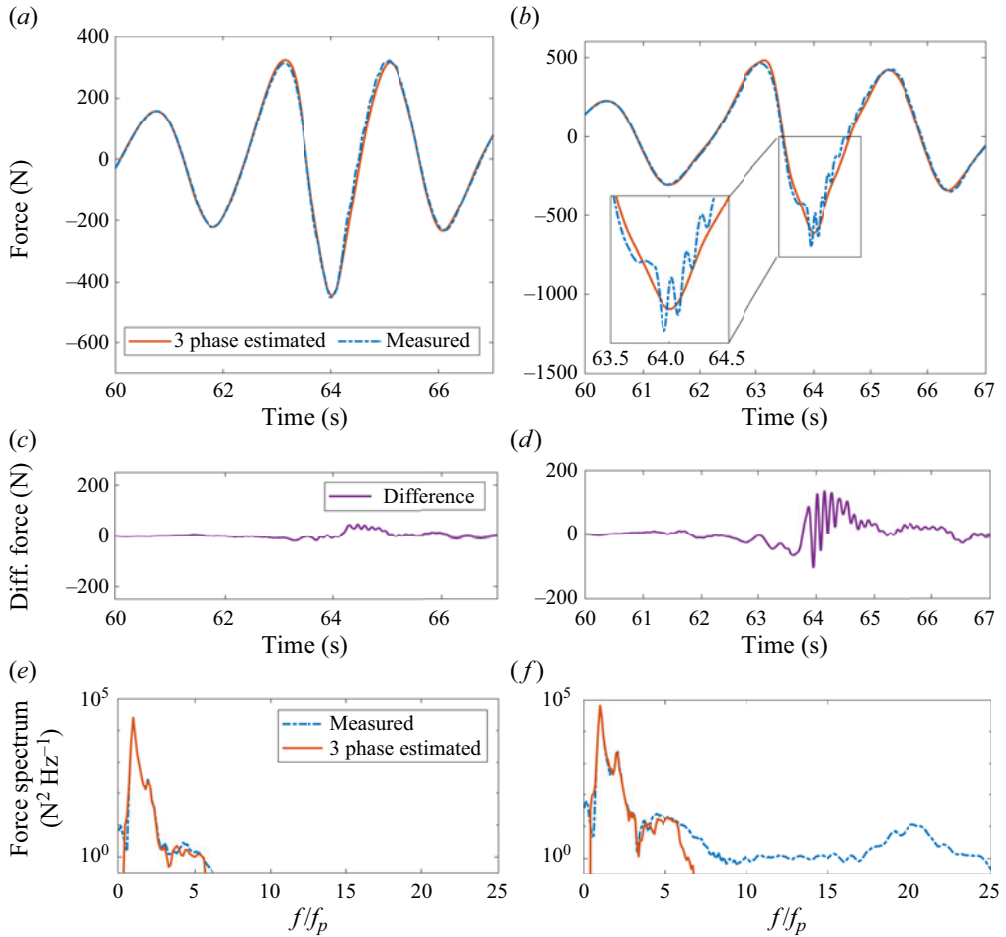 (a)
400
200
0
−200
−400
−600
Force (N)
3 phase estimated Measured
60 62 64 66
Time (s)
(b)
500
0
−500
−1000
−1500
63.5 64.0 64.5
60 61 62 63 64 65 66 67
Time (s)
(c)
200
0
−200
Diff. force (N)
Difference
60 62 64 66
Time (s)
(d)
200
0
−200
60 61 62 63 64 65 66 67
Time (s)
(e)
10^5
10^0
Force spectrum
(N^2 Hz^−1)
Measured
3 phase estimated
0 5 10 15 20 25
f/f_p
(f)
10^5
10^0
0 5 10 15 20 25
f/f_p